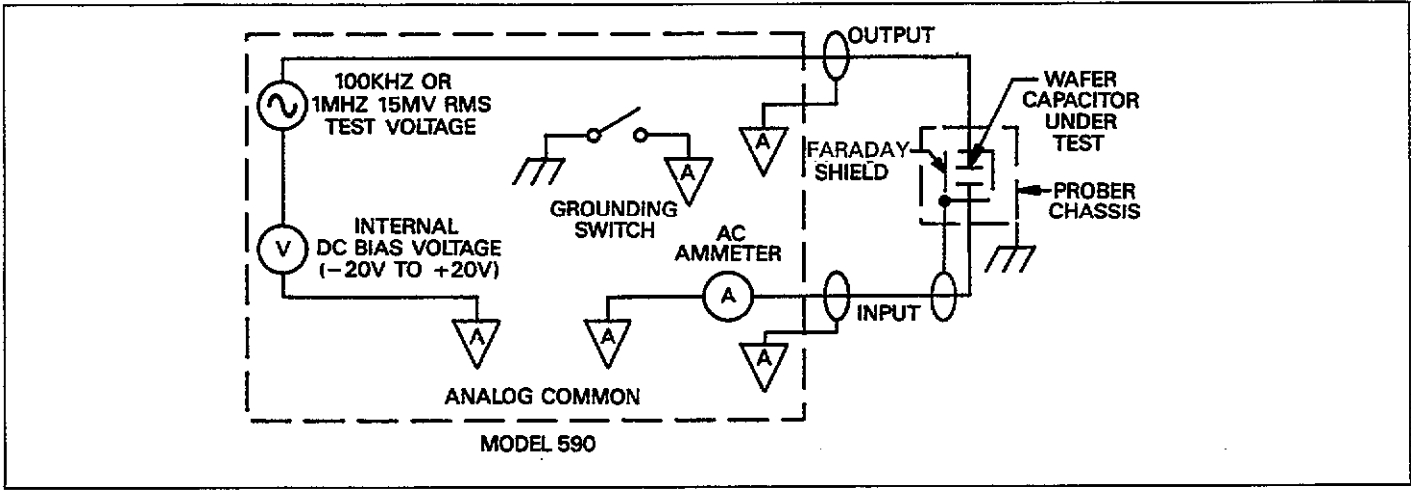 OUTPUT
100KHZ OR
1MHZ 15MV RMS
TEST VOLTAGE
WAFER
CAPACITOR
UNDER
TEST
A
FARADAY
SHIELD
A
GROUNDING
SWITCH
PROBER
CHASSIS
V
INTERNAL
DC BIAS VOLTAGE
(-20V TO +20V)
AC
AMMETER
A
INPUT
A
A
A
ANALOG COMMON
MODEL 590